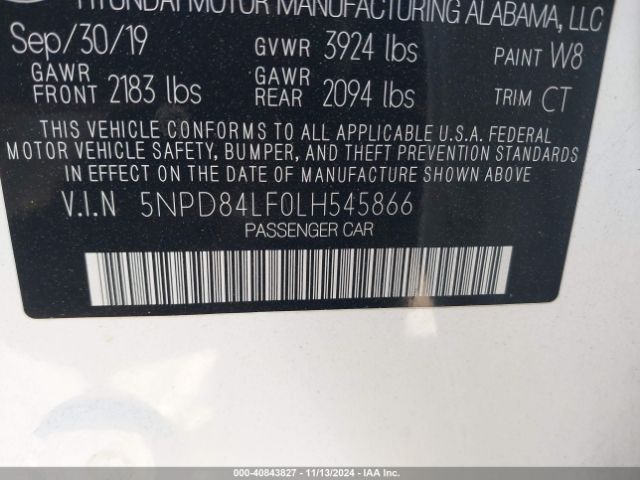 HYUNDAI MOTOR MANUFACTURING ALABAMA, LLC
Sep/30/19 GVWR 3924 lbs PAINT W8
GAWR FRONT 2183 lbs GAWR REAR 2094 lbs TRIM CT
THIS VEHICLE CONFORMS TO ALL APPLICABLE U.S.A. FEDERAL
MOTOR VEHICLE SAFETY, BUMPER, AND THEFT PREVENTION STANDARDS
IN EFFECT ON THE DATE OF MANUFACTURE SHOWN ABOVE
V.I.N 5NPD84LF0LH545866
PASSENGER CAR
000-40843827 - 11/13/2024 - IAA Inc.